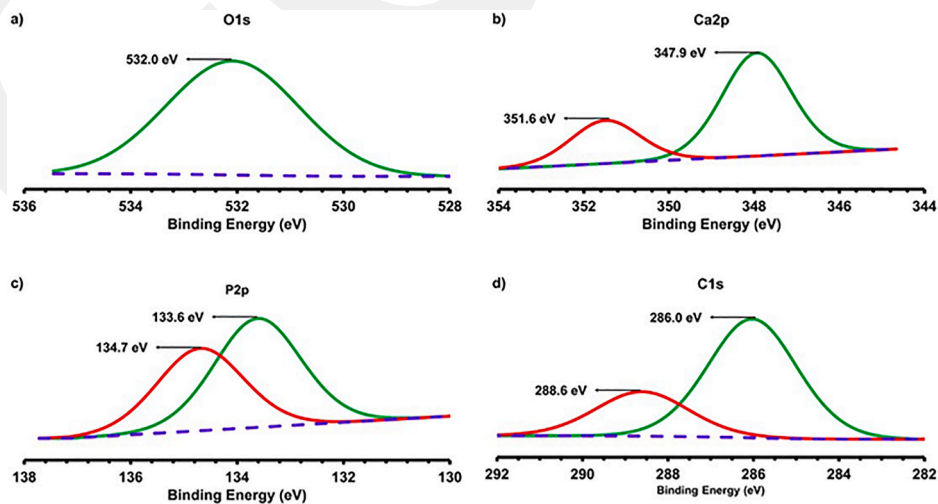 a)
O1s
532.0 eV
536 534 532 530 528
Binding Energy (eV)
b)
Ca2p
347.9 eV
351.6 eV
354 352 350 348 346 344
Binding Energy (eV)
c)
P2p
133.6 eV
134.7 eV
138 136 134 132 130
Binding Energy (eV)
d)
C1s
286.0 eV
288.6 eV
292 290 288 286 284 282
Binding Energy (eV)